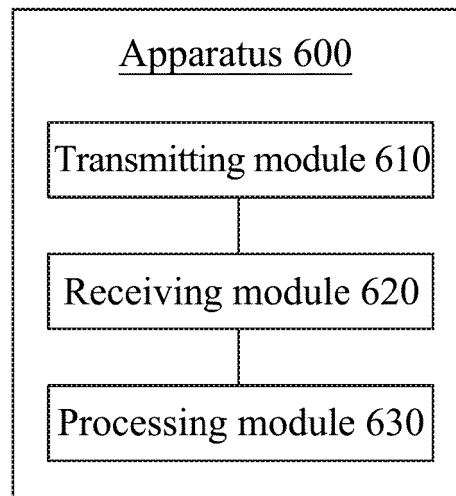 Apparatus 600
Transmitting module 610
Receiving module 620
Processing module 630